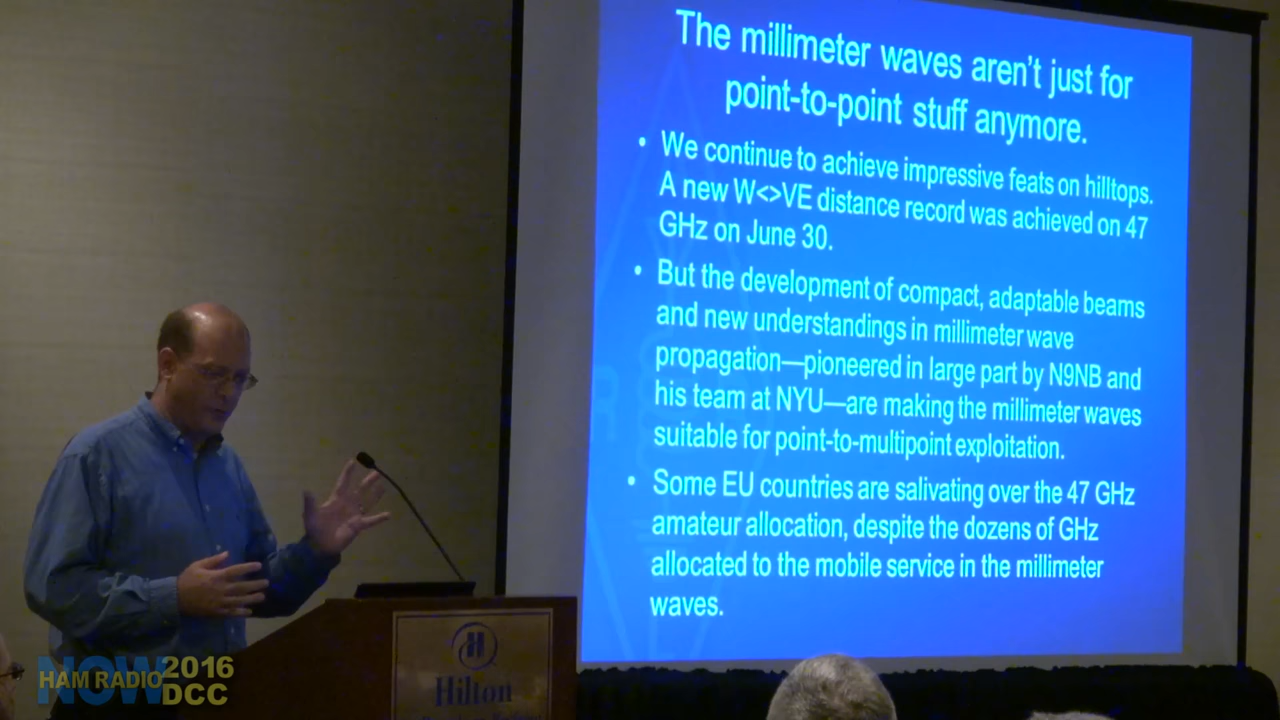 The millimeter waves aren't just for
point-to-point stuff anymore.
• We continue to achieve impressive feats on hilltops.
A new W<>VE distance record was achieved on 47
GHz on June 30.
• But the development of compact, adaptable beams
and new understandings in millimeter wave
propagation—pioneered in large part by N9NB and
his team at NYU—are making the millimeter waves
suitable for point-to-multipoint exploitation.
• Some EU countries are salivating over the 47 GHz
amateur allocation, despite the dozens of GHz
allocated to the mobile service in the millimeter
waves.
H
Hilton
NOW
HAM RADIO
2016
DCC